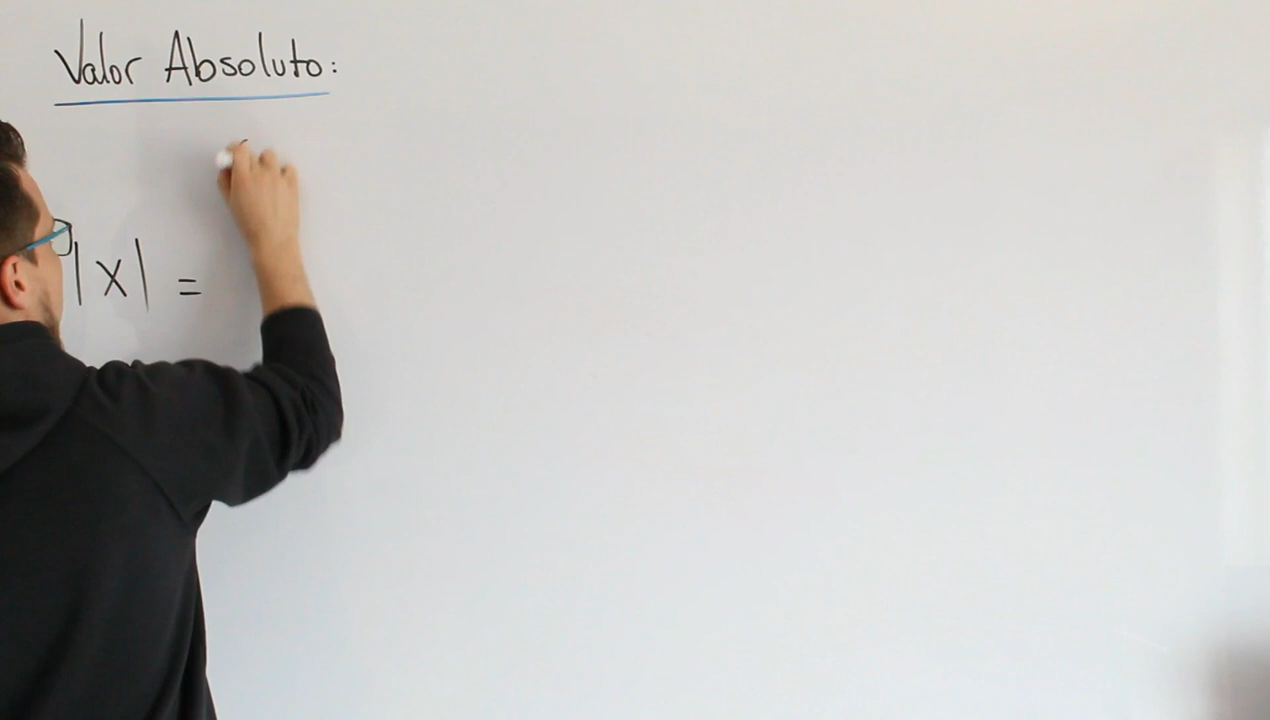 Valor Absoluto:
|x| =